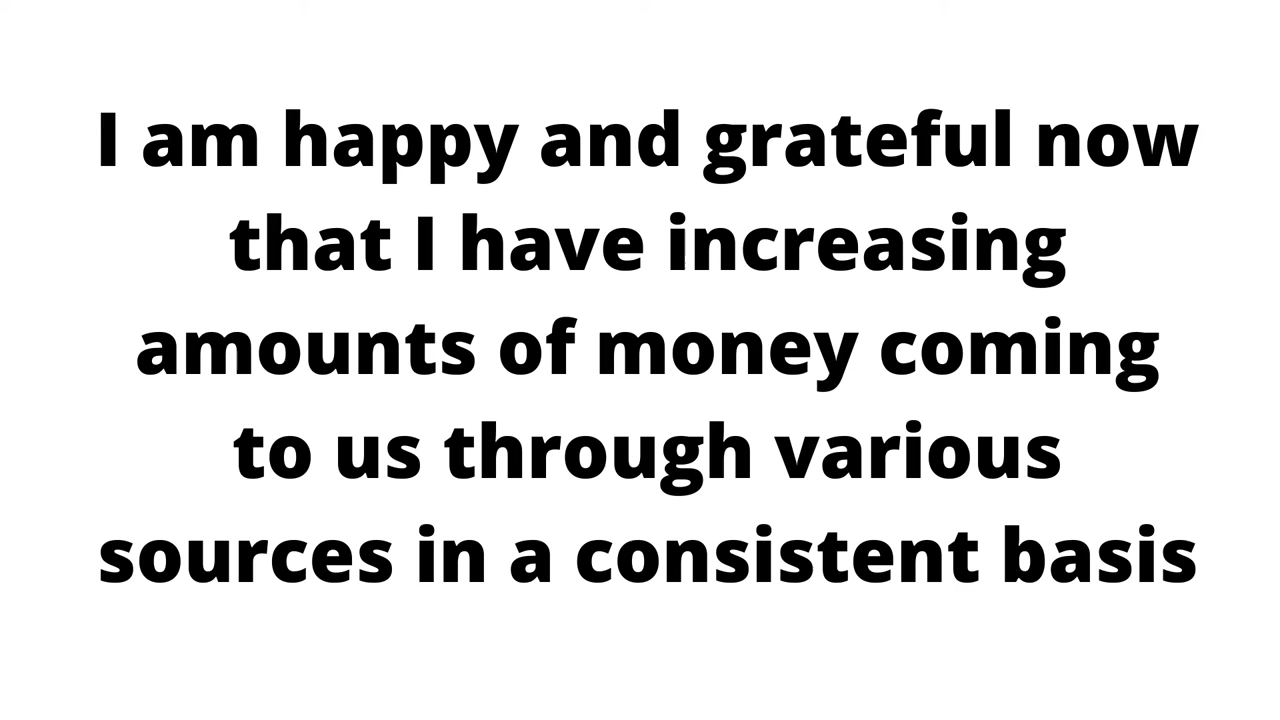 I am happy and grateful now
that I have increasing
amounts of money coming
to us through various
sources in a consistent basis